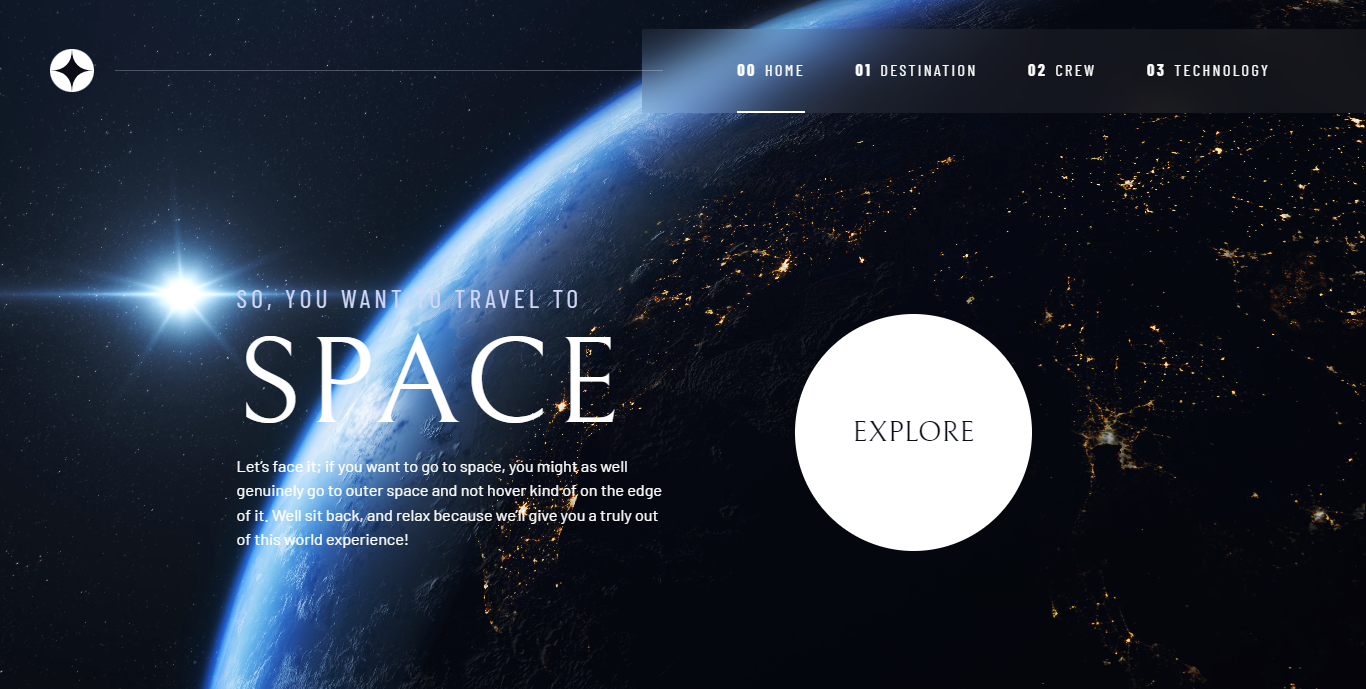 00 HOME 01 DESTINATION 02 CREW 03 TECHNOLOGY
SO, YOU WANT TO TRAVEL TO
SPACE
Let’s face it; if you want to go to space, you might as well
genuinely go to outer space and not hover kind of on the edge
of it. Well sit back, and relax because we’ll give you a truly out
of this world experience!
EXPLORE